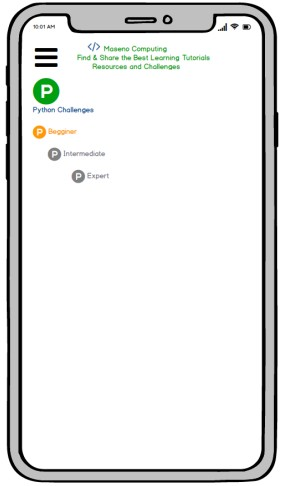 10:01 AM
</> Maseno Computing
Find & Share the Best Learning Tutorials
Resources and Challenges
P
Python Challenges
P Begginer
P Intermediate
P Expert